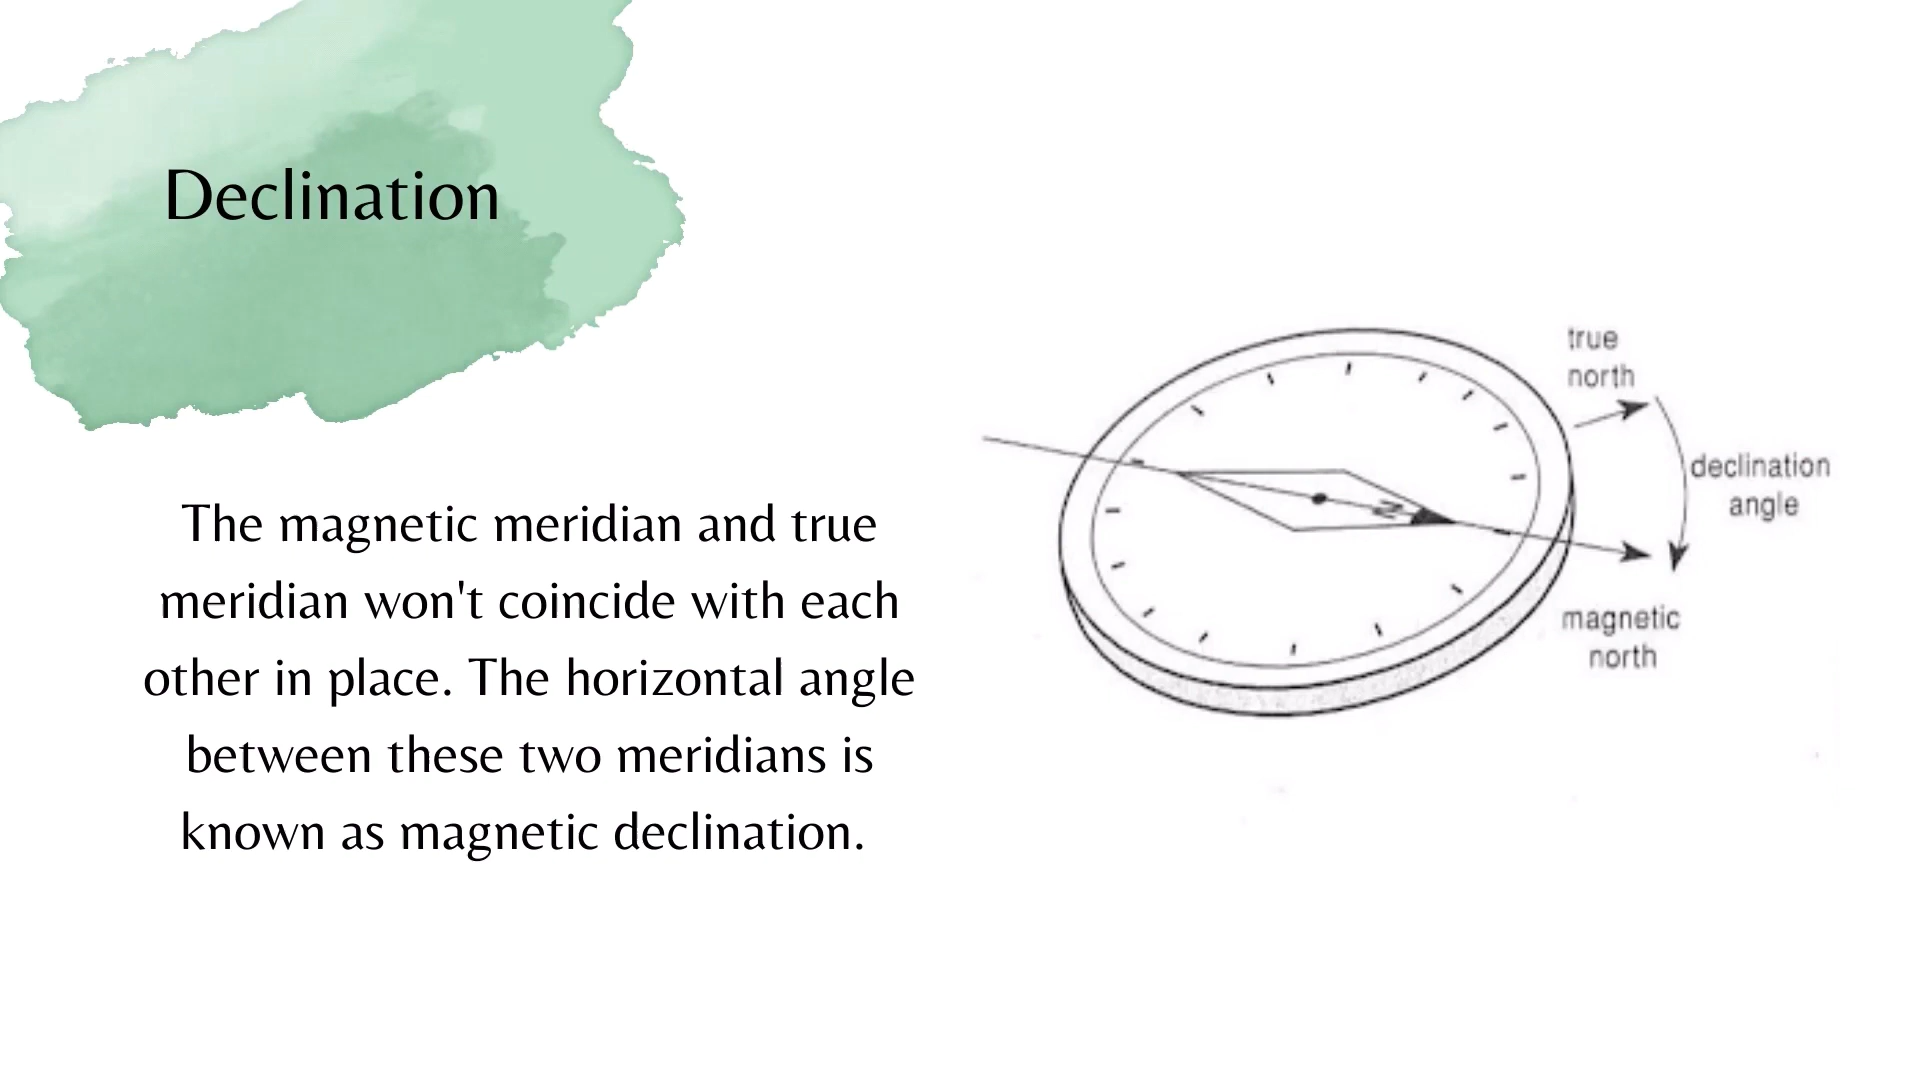 Declination
The magnetic meridian and true
meridian won't coincide with each
other in place. The horizontal angle
between these two meridians is
known as magnetic declination.
true
north
declination
angle
N
magnetic
north